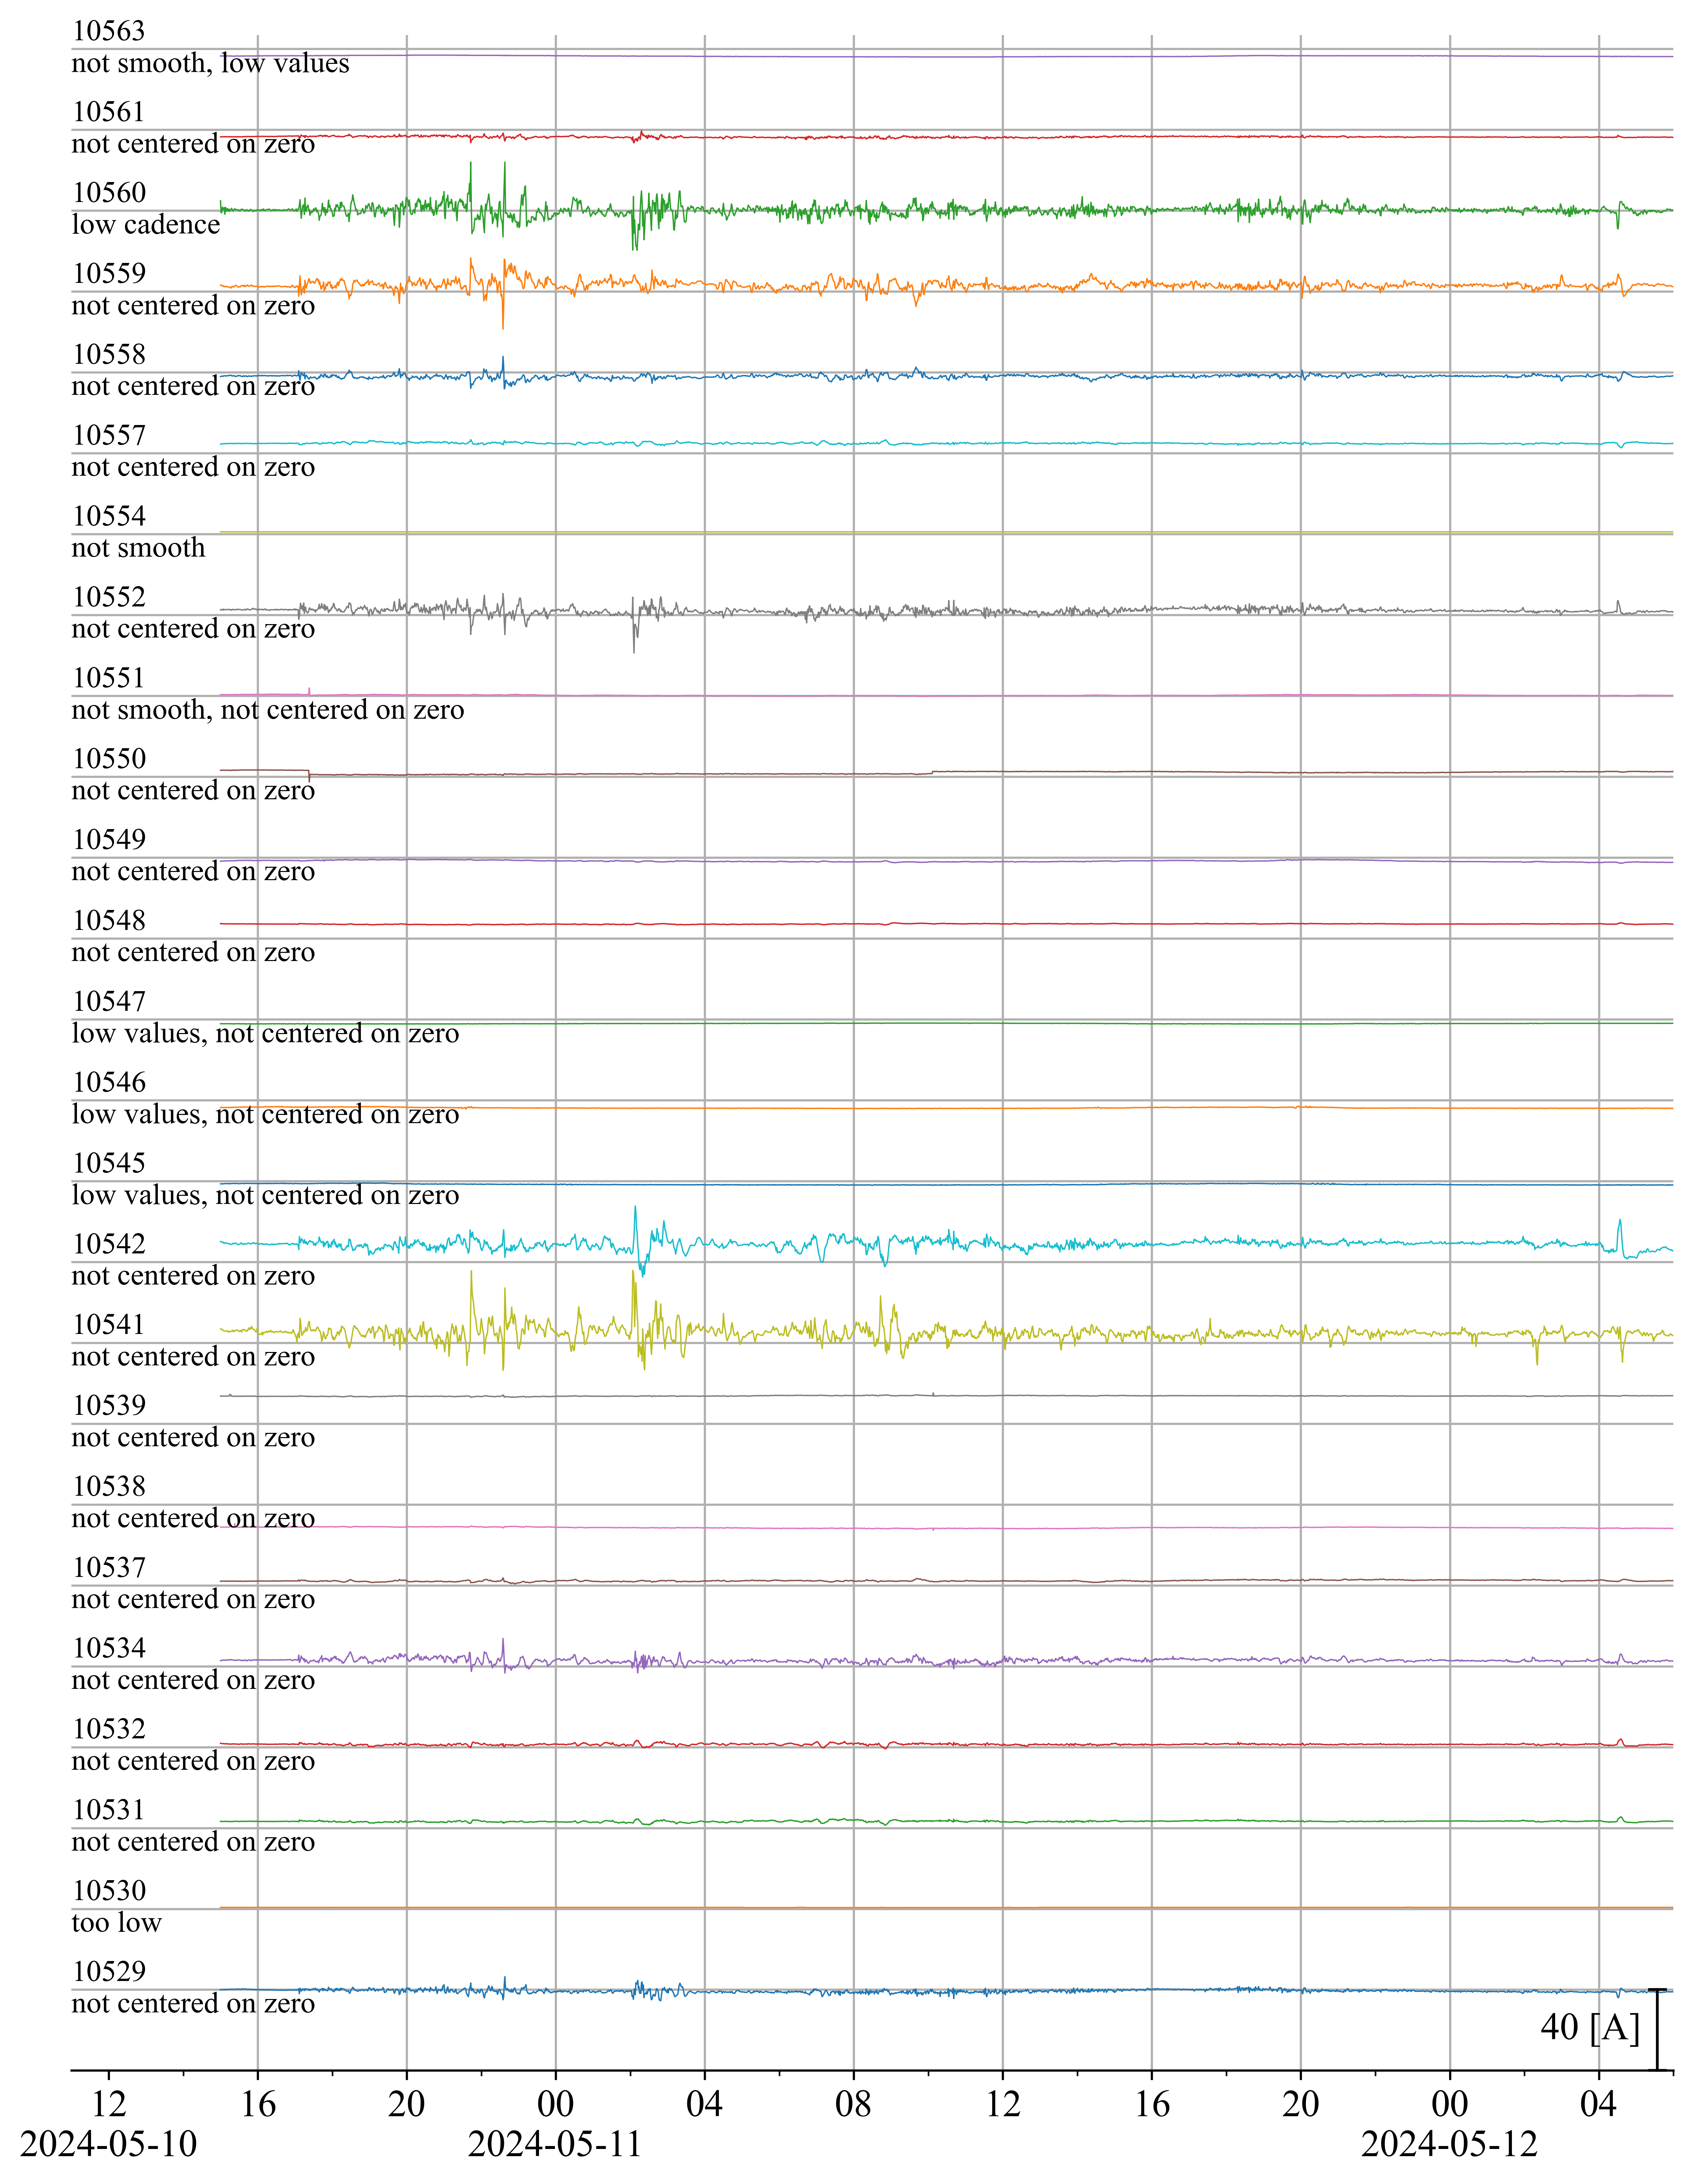 10563
not smooth, low values
10561
not centered on zero
10560
low cadence
10559
not centered on zero
10558
not centered on zero
10557
not centered on zero
10554
not smooth
10552
not centered on zero
10551
not smooth, not centered on zero
10550
not centered on zero
10549
not centered on zero
10548
not centered on zero
10547
low values, not centered on zero
10546
low values, not centered on zero
10545
low values, not centered on zero
10542
not centered on zero
10541
not centered on zero
10539
not centered on zero
10538
not centered on zero
10537
not centered on zero
10534
not centered on zero
10532
not centered on zero
10531
not centered on zero
10530
too low
10529
not centered on zero
40 [A]
12 16 20 00 04 08 12 16 20 00 04
2024-05-10 2024-05-11 2024-05-12